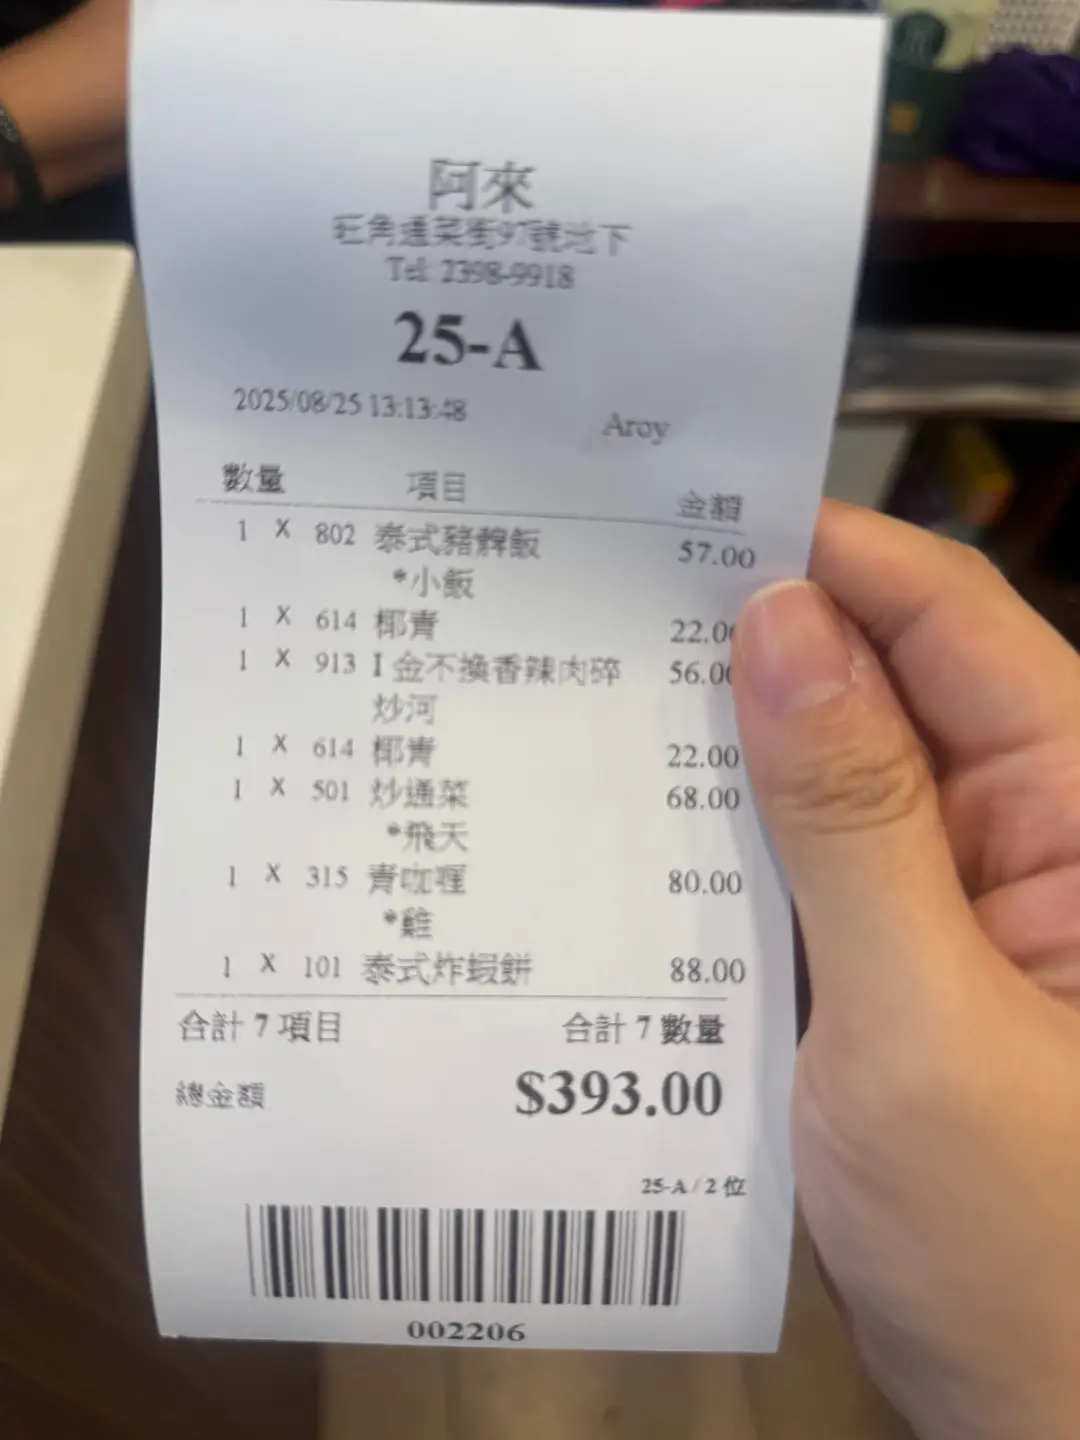 阿來
旺角通菜街97號地下
Tel: 2398-9918
25-A
2025/08/25 13:13:48 Aroy
數量 項目 金額
1 X 802 泰式豬髀飯 57.00
*小飯
1 X 614 椰青 22.00
1 X 913 I 金不換香辣肉碎 56.00
炒河
1 X 614 椰青 22.00
1 X 501 炒通菜 68.00
*飛天
1 X 315 青咖喱 80.00
*雞
1 X 101 泰式炸蝦餅 88.00
合計 7 項目 合計 7 數量
總金額 $393.00
25-A / 2 位
002206